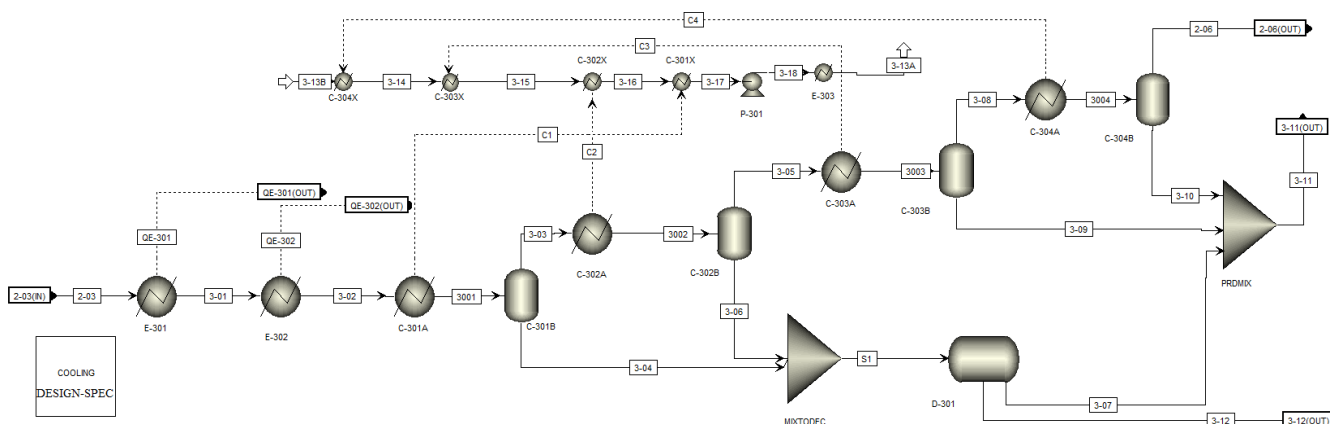 C4
2-06
2-06(OUT)
C3
C-302X
C-301X
3-13B
3-14
3-15
3-16
3-17
3-18
3-13A
C-304X
C-303X
P-301
E-303
3-08
3004
C-304A
C-304B
3-11(OUT)
C1
C2
3-05
3003
C-303A
C-303B
3-11
3-10
QE-301(OUT)
QE-302(OUT)
QE-301
QE-302
3-03
3002
C-302A
C-302B
3-09
PRDMIX
2-03(IN)
2-03
3-01
3-02
3001
E-301
E-302
C-301A
C-301B
3-06
COOLING
DESIGN-SPEC
3-04
S1
MIXTODEC
D-301
3-07
3-12
3-12(OUT)